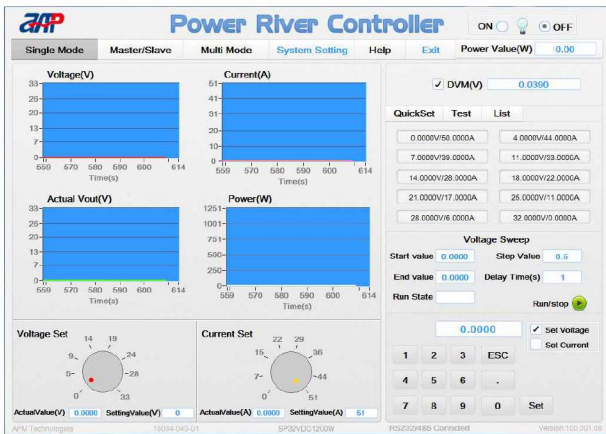 APM
Power River Controller
ON
OFF
Single Mode
Master/Slave
Multi Mode
System Setting
Help
Exit
Power Value(W)
0.00
Voltage(V)
33
26
20
13
7
0
559 570 580 590 600 614
Time(s)
Current(A)
51
41
31
20
10
0
559 570 580 590 600 614
Time(s)
Actual Vout(V)
33
26
20
13
7
0
559 570 580 590 600 614
Time(s)
Power(W)
1251
1001
751
500
250
0
559 570 580 590 600 614
Time(s)
DVM(V)
0.0390
QuickSet
Test
List
0.0000V/50.0000A
4.0000V/44.0000A
7.0000V/39.0000A
11.0000V/33.0000A
14.0000V/28.0000A
18.0000V/22.0000A
21.0000V/17.0000A
25.0000V/11.0000A
28.0000V/6.0000A
32.0000V/0.0000A
Voltage Sweep
Start value 0.0000
Step Value
End value 0.0000
Delay Time(s) 1
Run State
Run/stop
Voltage Set
0 5 9 14 19 24 28 33
ActualValue(V) 0.0000 SettingValue(V) 0
Current Set
0 7 15 22 29 36 44 51
ActualValue(A) 0.0000 SettingValue(A) 51
0.0000
Set Voltage
Set Current
1 2 3 ESC
4 5 6 .
7 8 9 0 Set
APM Technologies
SP32VDC1200W